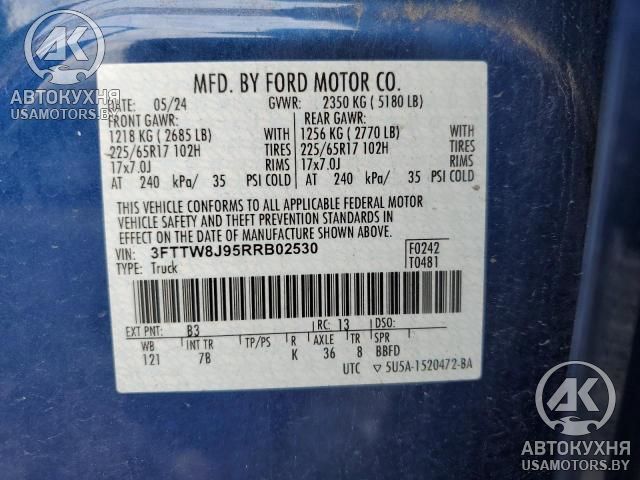 АВТОКУХНЯ
USAMOTORS.BY
MFD. BY FORD MOTOR CO.
DATE: 05/24 GVWR: 2350 KG ( 5180 LB)
FRONT GAWR: REAR GAWR:
1218 KG ( 2685 LB) WITH 1256 KG ( 2770 LB) WITH
225/65R17 102H TIRES 225/65R17 102H TIRES
17x7.0J RIMS 17x7.0J RIMS
AT 240 kPa/ 35 PSI COLD AT 240 kPa/ 35 PSI COLD
THIS VEHICLE CONFORMS TO ALL APPLICABLE FEDERAL MOTOR
VEHICLE SAFETY AND THEFT PREVENTION STANDARDS IN
EFFECT ON THE DATE OF MANUFACTURE SHOWN ABOVE.
VIN: 3FTTW8J95RRB02530 F0242
TYPE: Truck T0481
EXT PNT: B3 RC: 13 DSO:
WB INT TR TP/PS R AXLE TR SPR
121 7B K 36 8 BBFD
UTC ▽ 5U5A-1520472-BA
АВТОКУХНЯ
USAMOTORS.BY